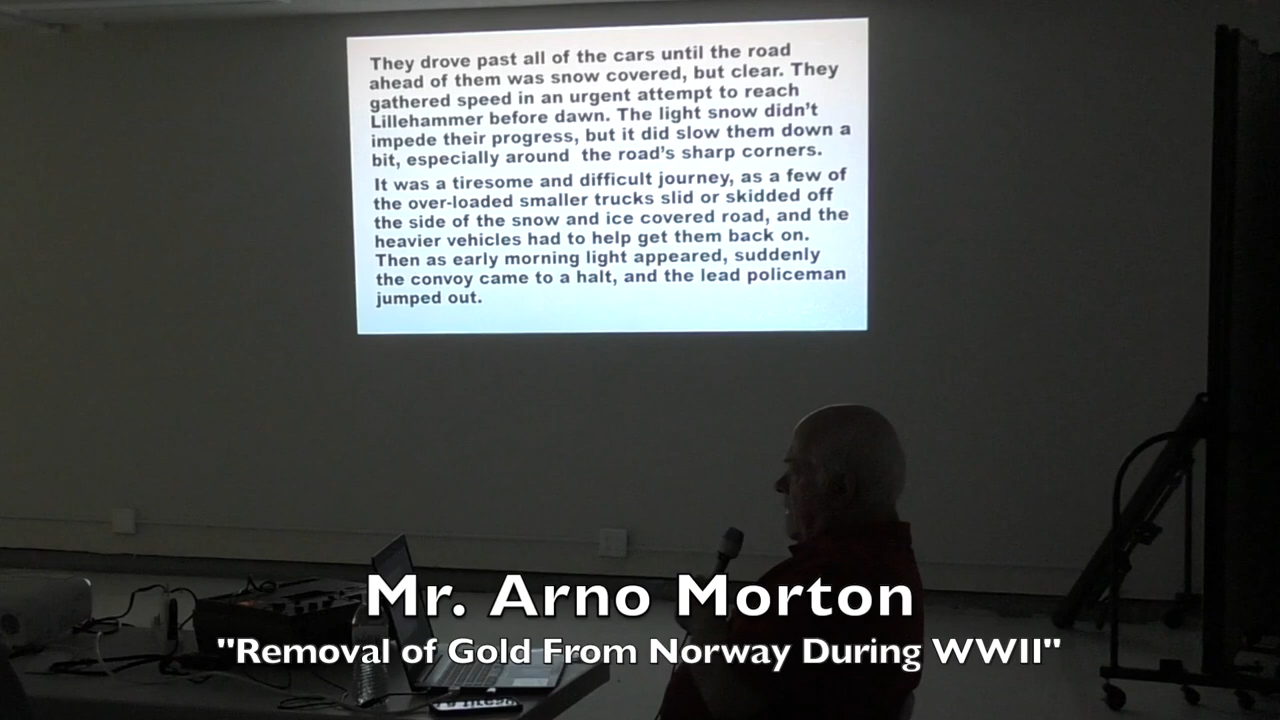 They drove past all of the cars until the road
ahead of them was snow covered, but clear. They
gathered speed in an urgent attempt to reach
Lillehammer before dawn. The light snow didn't
impede their progress, but it did slow them down a
bit, especially around the road's sharp corners.
It was a tiresome and difficult journey, as a few of
the over-loaded smaller trucks slid or skidded off
the side of the snow and ice covered road, and the
heavier vehicles had to help get them back on.
Then as early morning light appeared, suddenly
the convoy came to a halt, and the lead policeman
jumped out.
Mr. Arno Morton
"Removal of Gold From Norway During WWII"